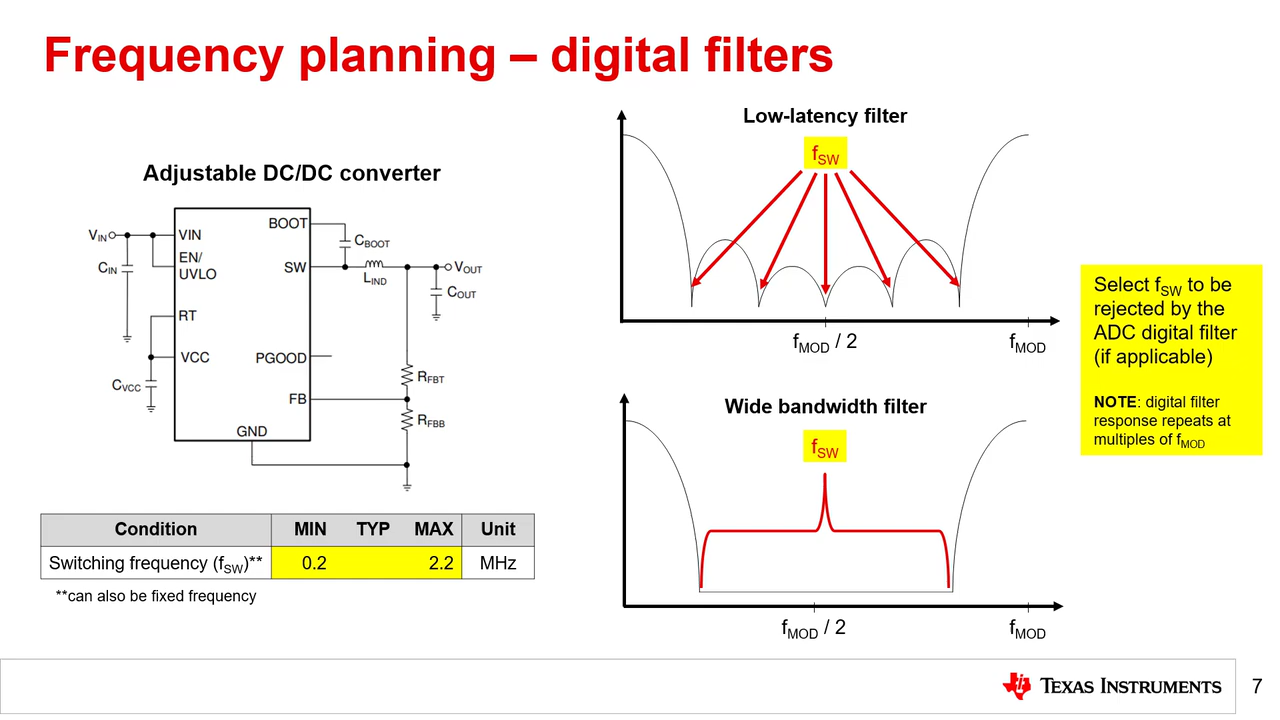 Frequency planning – digital filters
Adjustable DC/DC converter
BOOT
VIN
VIN
EN/
UVLO
CIN
CBOOT
SW
LIND
VOUT
COUT
RT
VCC
CVCC
PGOOD
RFBT
FB
RFBB
GND
Condition MIN TYP MAX Unit
Switching frequency (fSW)** 0.2 2.2 MHz
**can also be fixed frequency
Low-latency filter
fSW
fMOD / 2
fMOD
Wide bandwidth filter
fSW
fMOD / 2
fMOD
Select fSW to be
rejected by the
ADC digital filter
(if applicable)
NOTE: digital filter
response repeats at
multiples of fMOD
TEXAS INSTRUMENTS
7